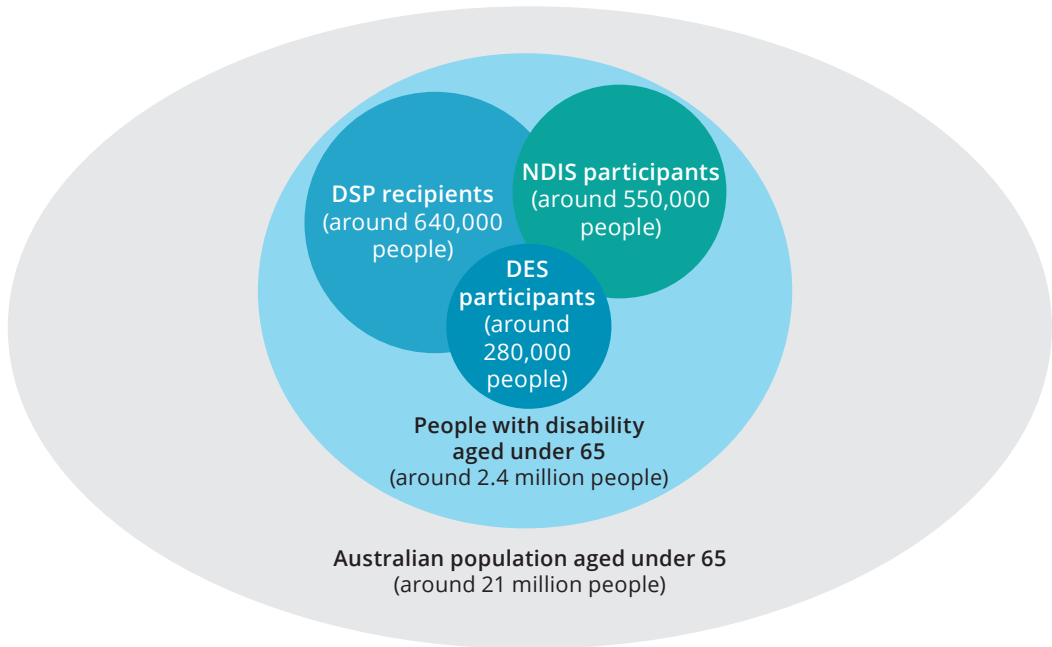 DSP recipients
(around 640,000
people)
NDIS participants
(around 550,000
people)
DES
participants
(around
280,000
people)
People with disability
aged under 65
(around 2.4 million people)
Australian population aged under 65
(around 21 million people)